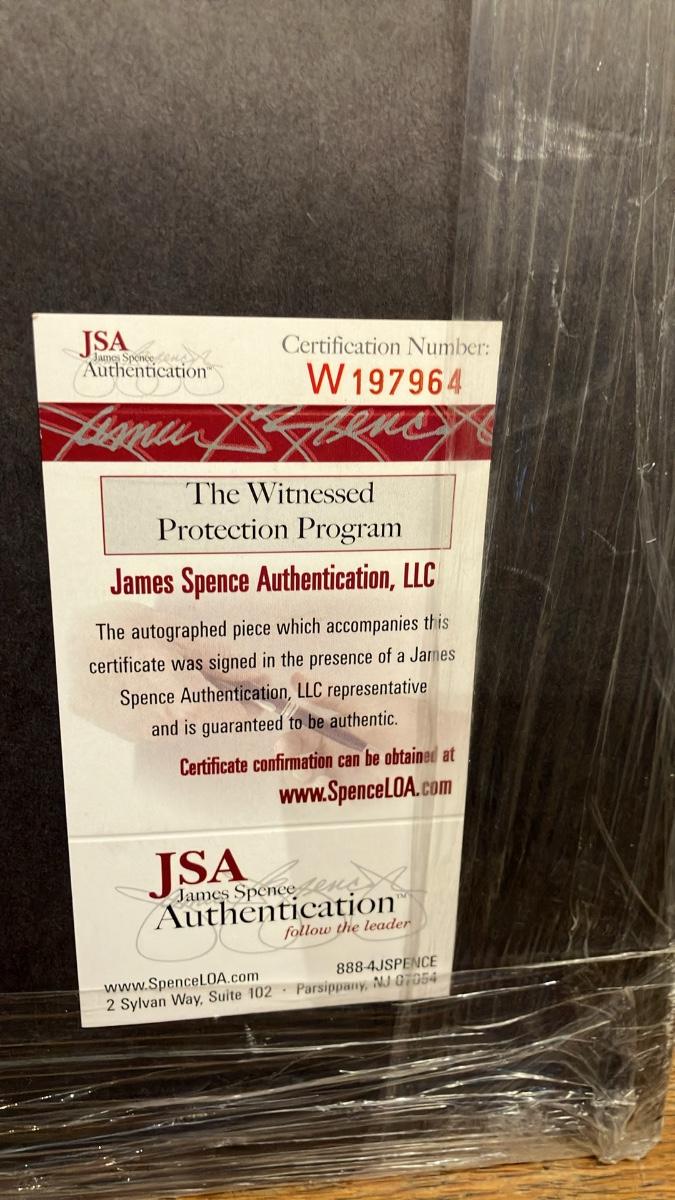 JSA
James Spence
Authentication™
Certification Number:
W197964
The Witnessed
Protection Program
James Spence Authentication, LLC
The autographed piece which accompanies this
certificate was signed in the presence of a James
Spence Authentication, LLC representative
and is guaranteed to be authentic.
Certificate confirmation can be obtained at
www.SpenceLOA.com
JSA
James Spence
Authentication™
follow the leader
www.SpenceLOA.com 888-4JSPENCE
2 Sylvan Way, Suite 102 · Parsippany, NJ 07054